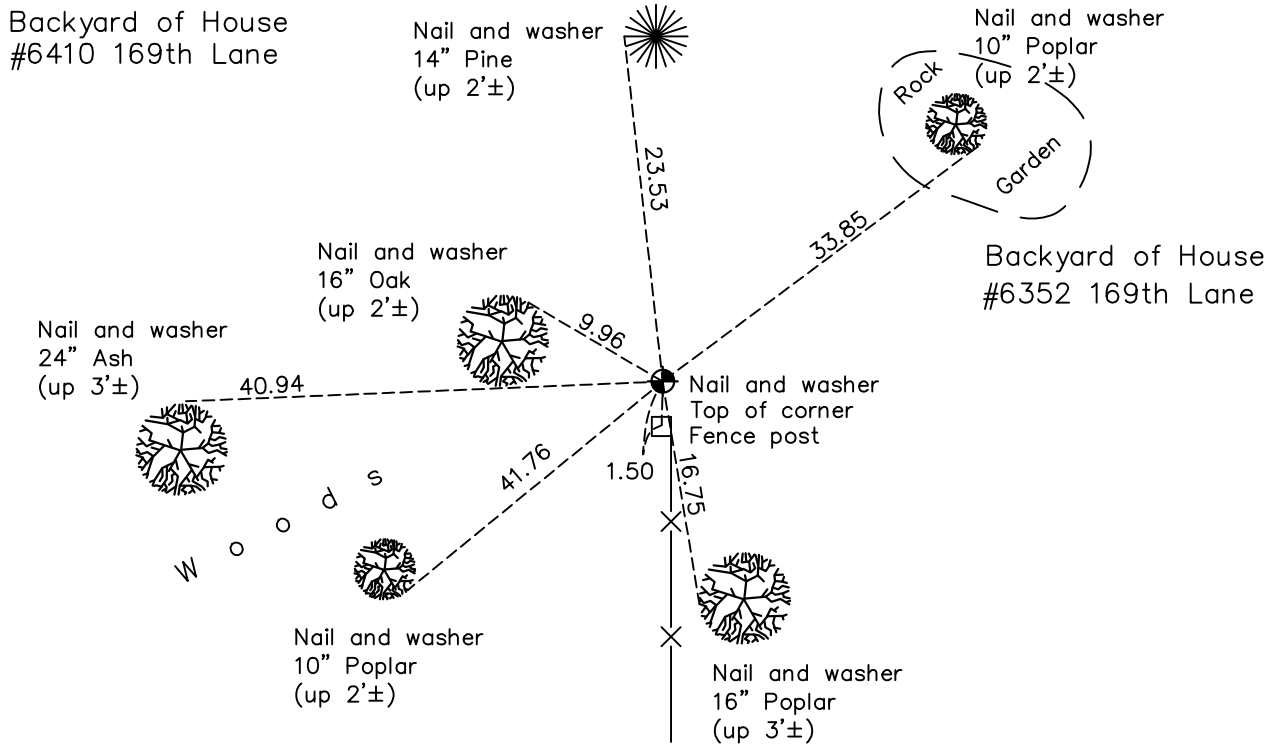 Backyard of House
#6410 169th Lane
Nail and washer
14” Pine
(up 2’±)
Nail and washer
10” Poplar
(up 2’±)
Rock
Garden
23.53
33.85
Backyard of House
#6352 169th Lane
Nail and washer
16” Oak
(up 2’±)
9.96
Nail and washer
24” Ash
(up 3’±)
40.94
Nail and washer
Top of corner
Fence post
1.50
16.75
41.76
Woods
Nail and washer
10” Poplar
(up 2’±)
Nail and washer
16” Poplar
(up 3’±)